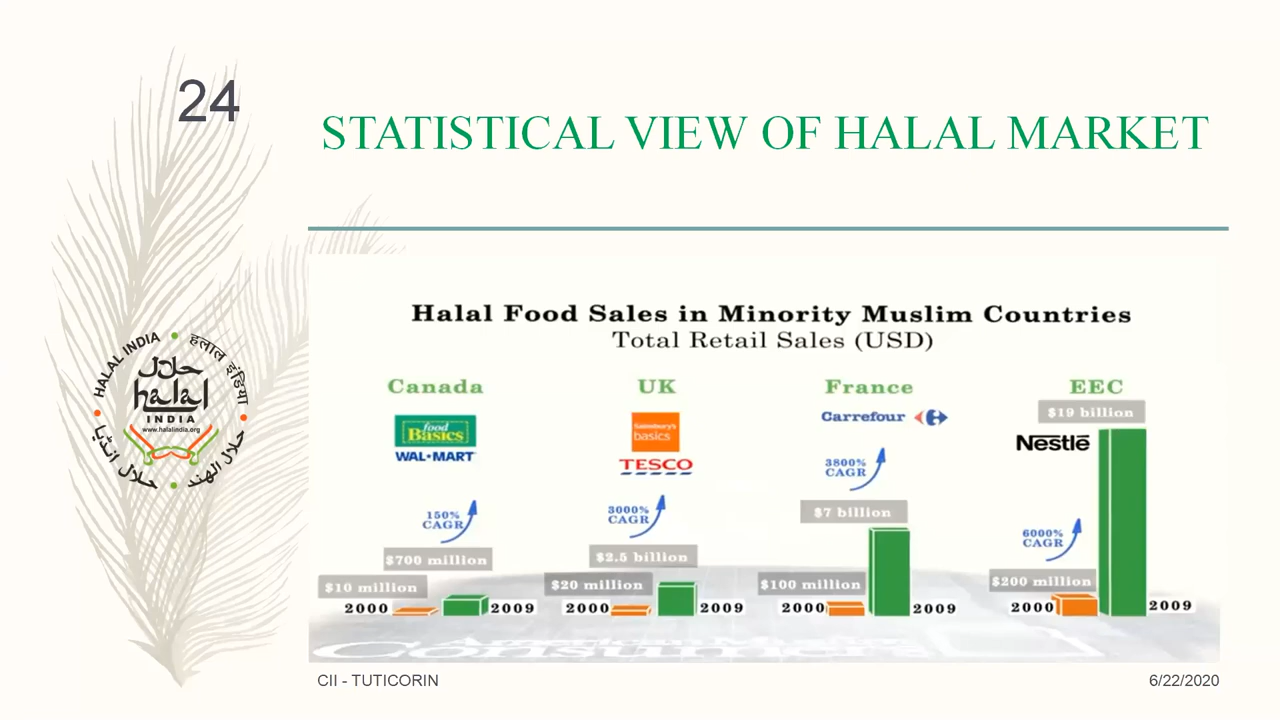 24
STATISTICAL VIEW OF HALAL MARKET
HALAL INDIA
हलाल इंडिया
حلال
halal
INDIA
www.halalindia.org
حلال انڈیا
حلال الهند
Halal Food Sales in Minority Muslim Countries
Total Retail Sales (USD)
Canada
food
Basics
WAL•MART
150%
CAGR
$700 million
$10 million
2000
2009
UK
Sainsbury's
basics
TESCO
3000%
CAGR
$2.5 billion
$20 million
2000
2009
France
Carrefour
3800%
CAGR
$7 billion
$100 million
2000
2009
EEC
$19 billion
Nestlé
6000%
CAGR
$200 million
2000
2009
Consumers
CII - TUTICORIN
6/22/2020